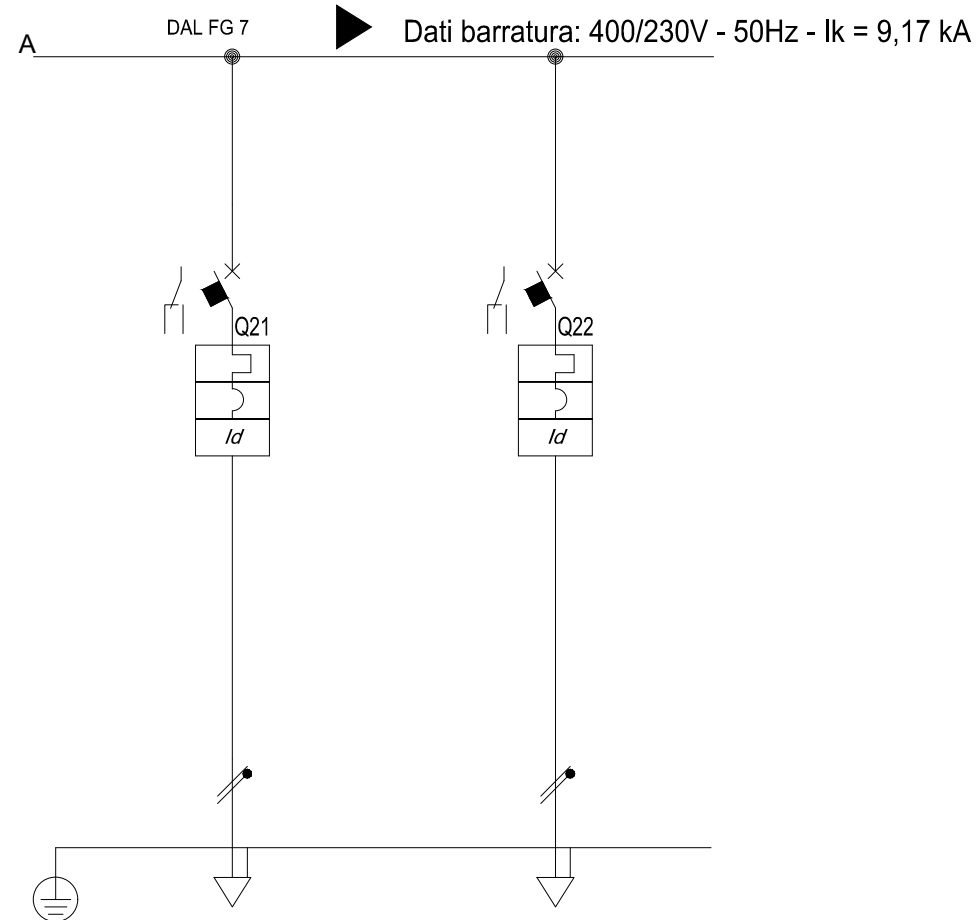 DAL FG 7
Dati barratura: 400/230V - 50Hz - Ik = 9,17 kA
A
Q21
Q22
Id
Id